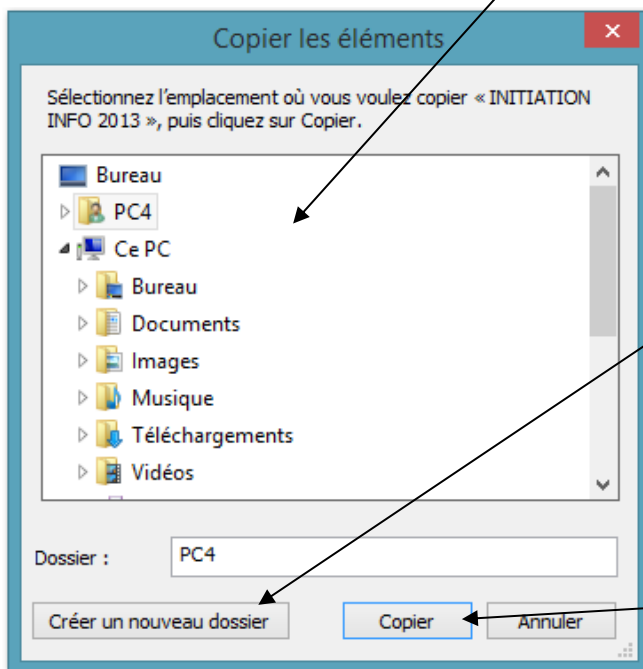 Copier les éléments
Sélectionnez l'emplacement où vous voulez copier « INITIATION
INFO 2013 », puis cliquez sur Copier.
Bureau
PC4
Ce PC
Bureau
Documents
Images
Musique
Téléchargements
Vidéos
Dossier : PC4
Créer un nouveau dossier Copier Annuler